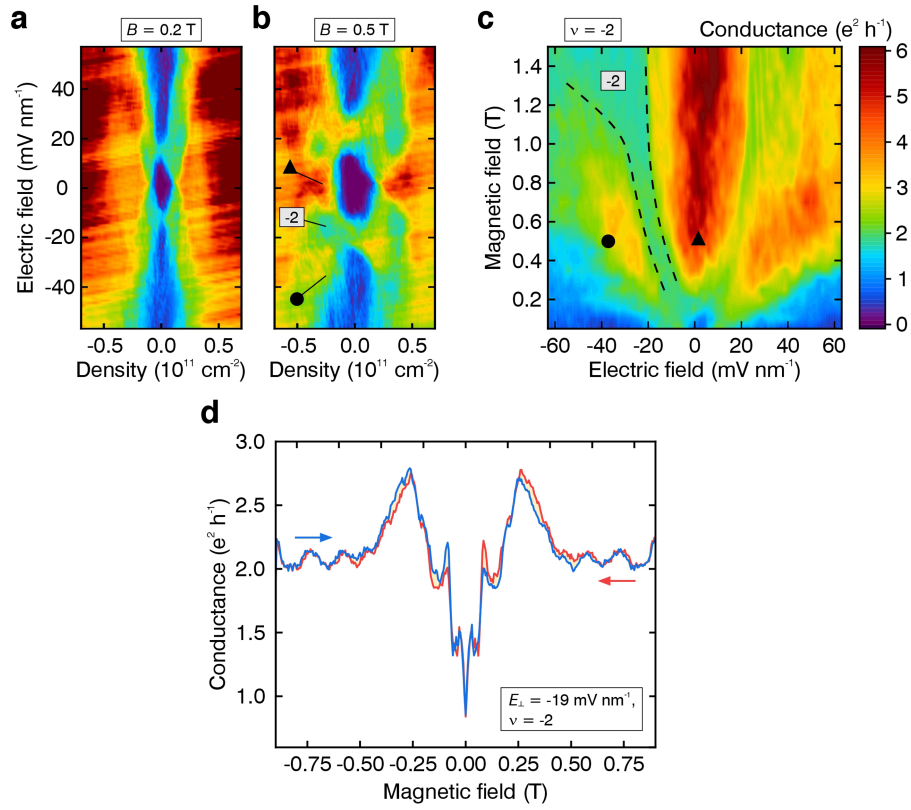 a
B = 0.2 T
b
B = 0.5 T
c
ν = -2
Conductance (e² h⁻¹)
Electric field (mV nm⁻¹)
40
20
0
-20
-40
-0.5
0.0
0.5
Density (10¹¹ cm⁻²)
-2
-0.5
0.0
0.5
Density (10¹¹ cm⁻²)
Magnetic field (T)
1.4
1.2
1.0
0.8
0.6
0.4
0.2
-2
-60
-40
-20
0
20
40
60
Electric field (mV nm⁻¹)
6
5
4
3
2
1
0
d
Conductance (e² h⁻¹)
3.0
2.5
2.0
1.5
1.0
E⊥ = -19 mV nm⁻¹,
ν = -2
-0.75
-0.50
-0.25
0.00
0.25
0.50
0.75
Magnetic field (T)